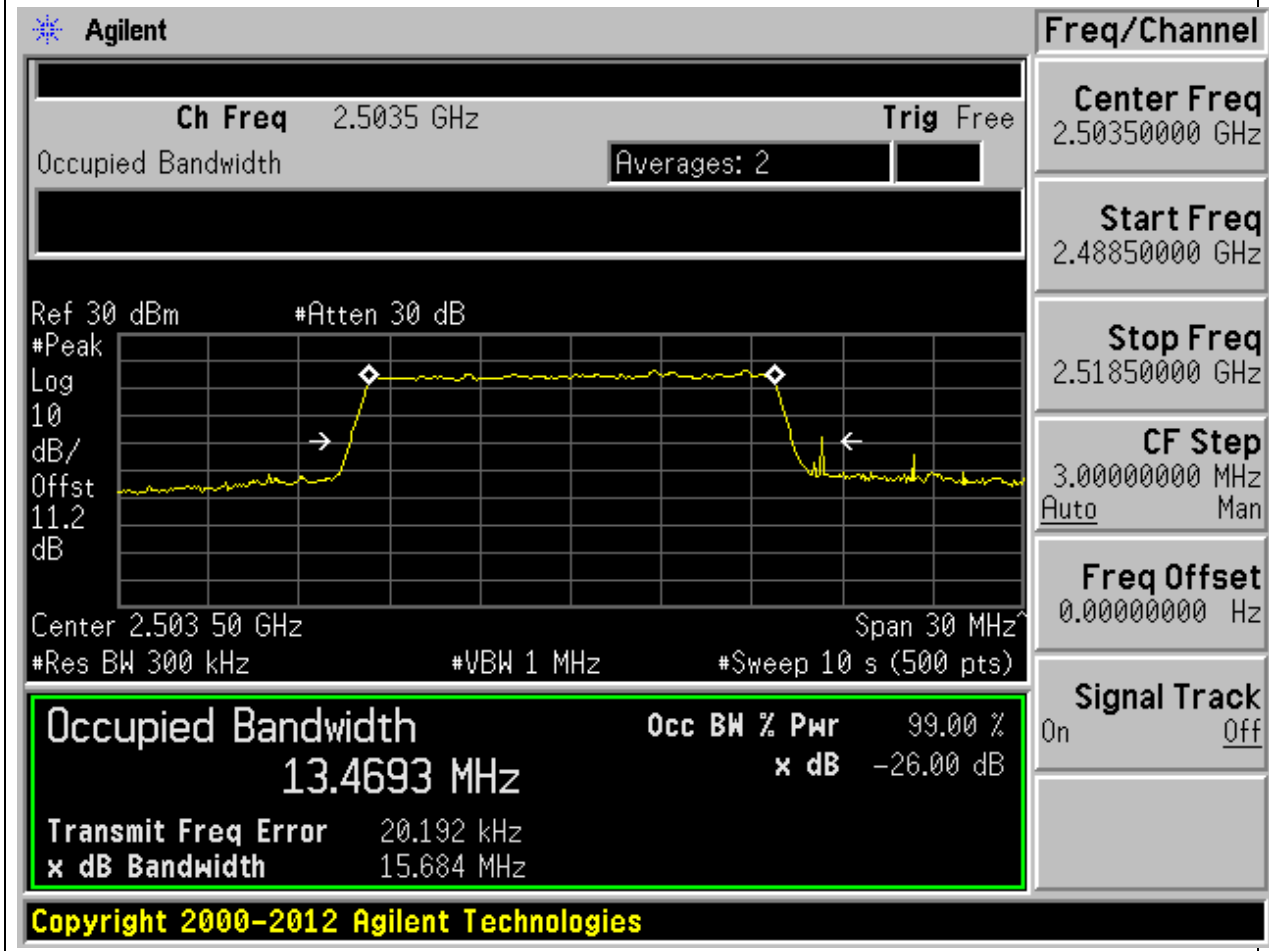 Agilent
Freq/Channel
Ch Freq 2.5035 GHz Trig Free
Occupied Bandwidth Averages: 2
Ref 30 dBm #Atten 30 dB
#Peak
Log
10
dB/
Offst
11.2
dB
Center 2.503 50 GHz Span 30 MHz^
#Res BW 300 kHz #VBW 1 MHz #Sweep 10 s (500 pts)
Occupied Bandwidth Occ BW % Pwr 99.00 %
13.4693 MHz x dB -26.00 dB
Transmit Freq Error 20.192 kHz
x dB Bandwidth 15.684 MHz
Center Freq
2.50350000 GHz
Start Freq
2.48850000 GHz
Stop Freq
2.51850000 GHz
CF Step
3.00000000 MHz
Auto Man
Freq Offset
0.00000000 Hz
Signal Track
On Off
Copyright 2000-2012 Agilent Technologies